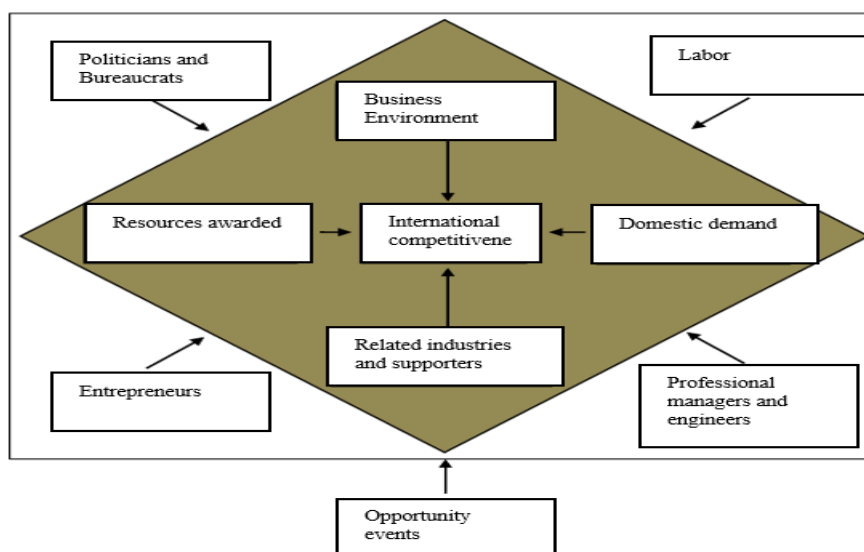 Politicians and
Bureaucrats
Labor
Business
Environment
Resources awarded
International
competitivene
Domestic demand
Related industries
and supporters
Entrepreneurs
Professional
managers and
engineers
Opportunity
events